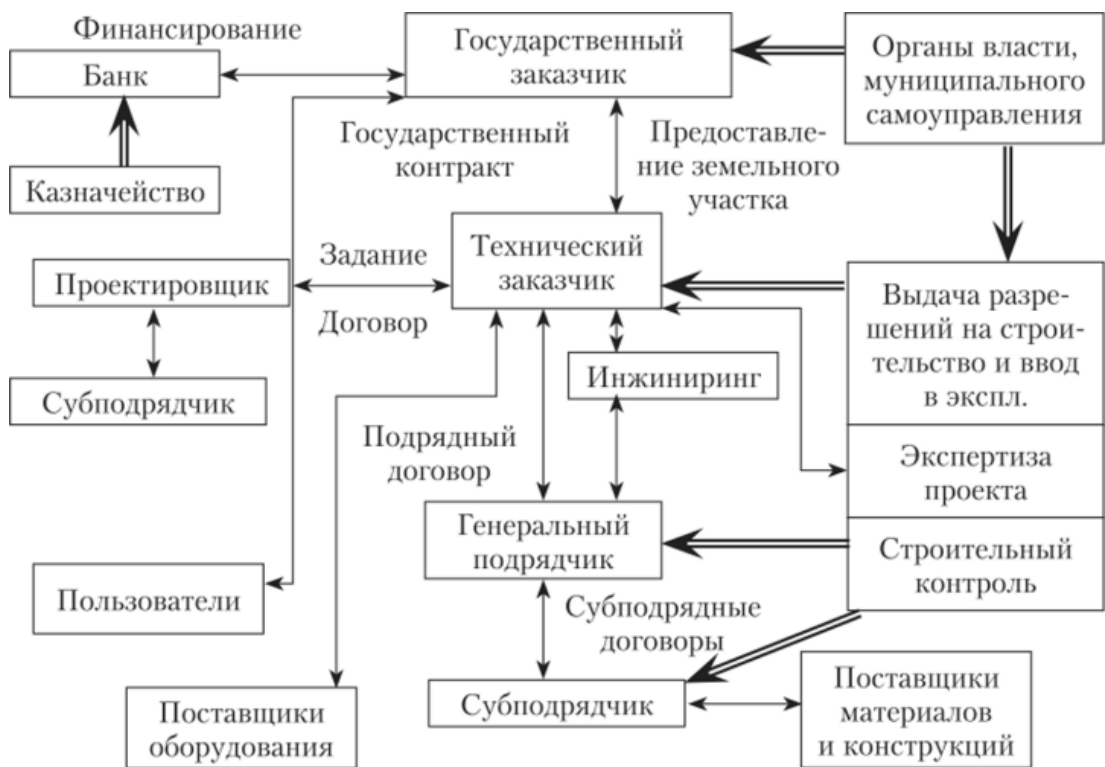 Финансирование
Банк
Казначейство
Государственный
заказчик
Органы власти,
муниципального
самоуправления
Государственный
контракт
Предоставле-
ние земельного
участка
Проектировщик
Субподрядчик
Задание
Договор
Технический
заказчик
Инжиниринг
Выдача разре-
шений на строи-
тельство и ввод
в экспл.
Экспертиза
проекта
Строительный
контроль
Подрядный
договор
Генеральный
подрядчик
Пользователи
Субподрядные
договоры
Поставщики
оборудования
Субподрядчик
Поставщики
материалов
и конструкций